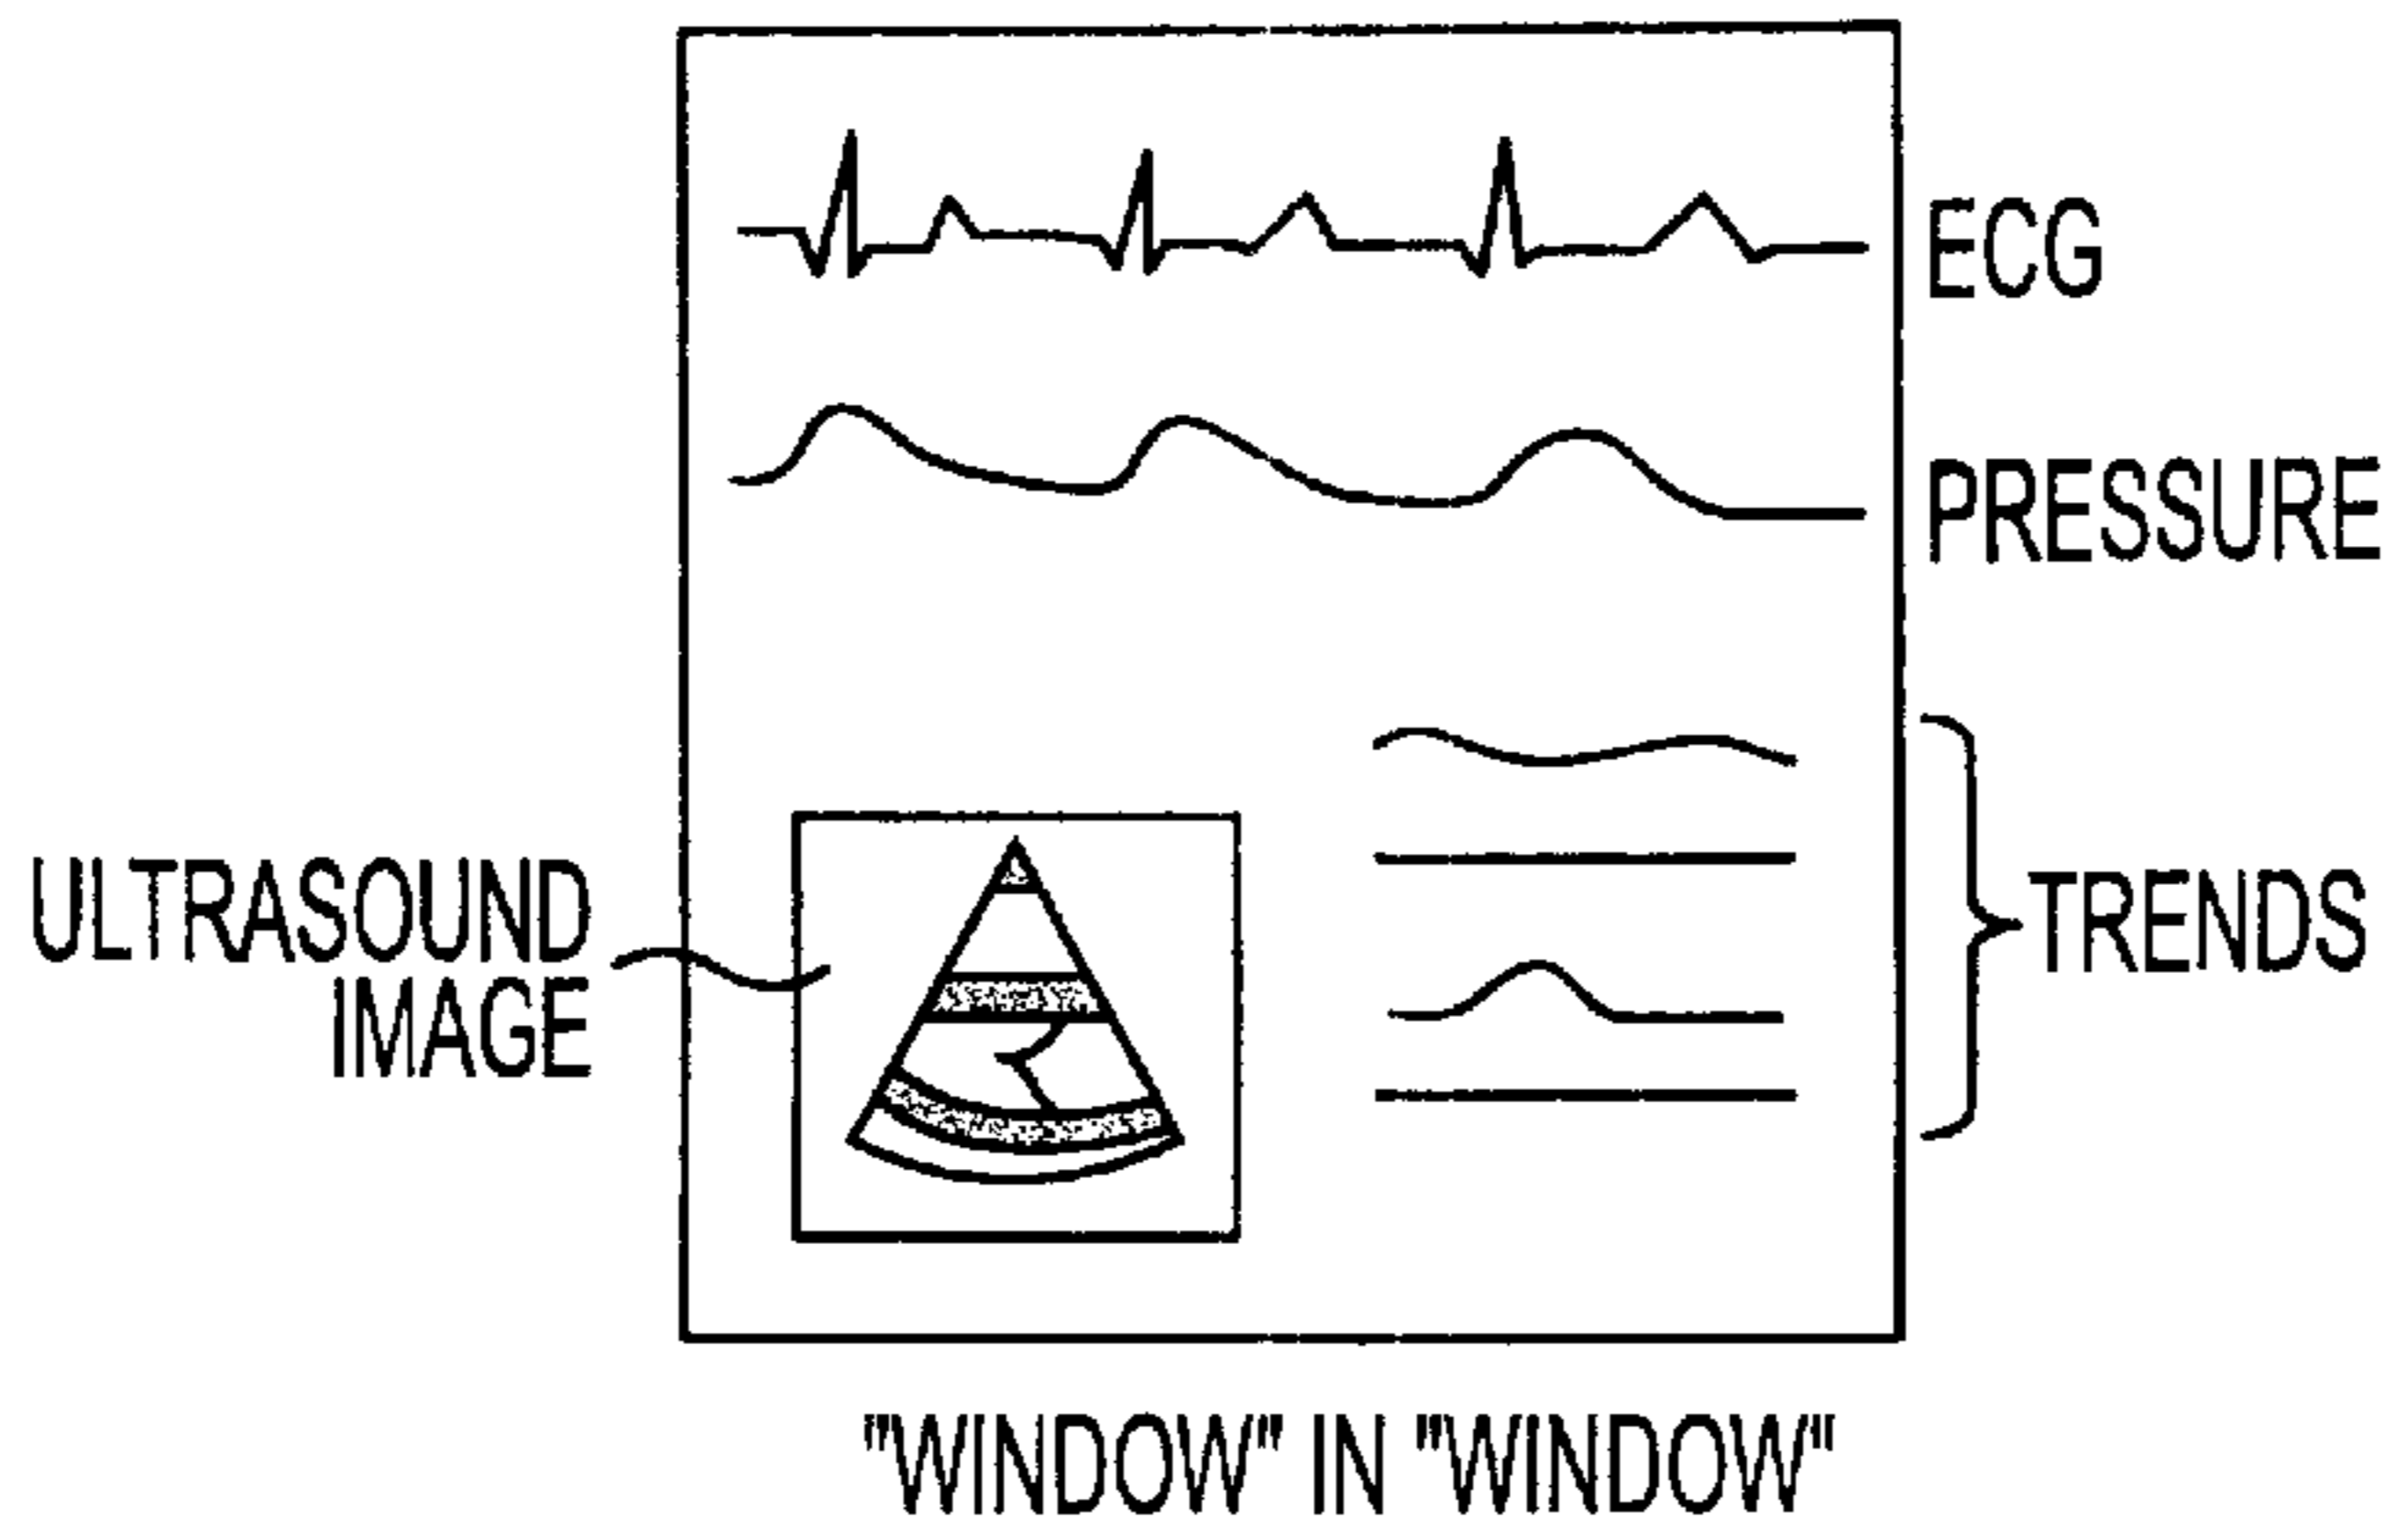 ECG
PRESSURE
ULTRASOUND
IMAGE
TRENDS
"WINDOW" IN "WINDOW"